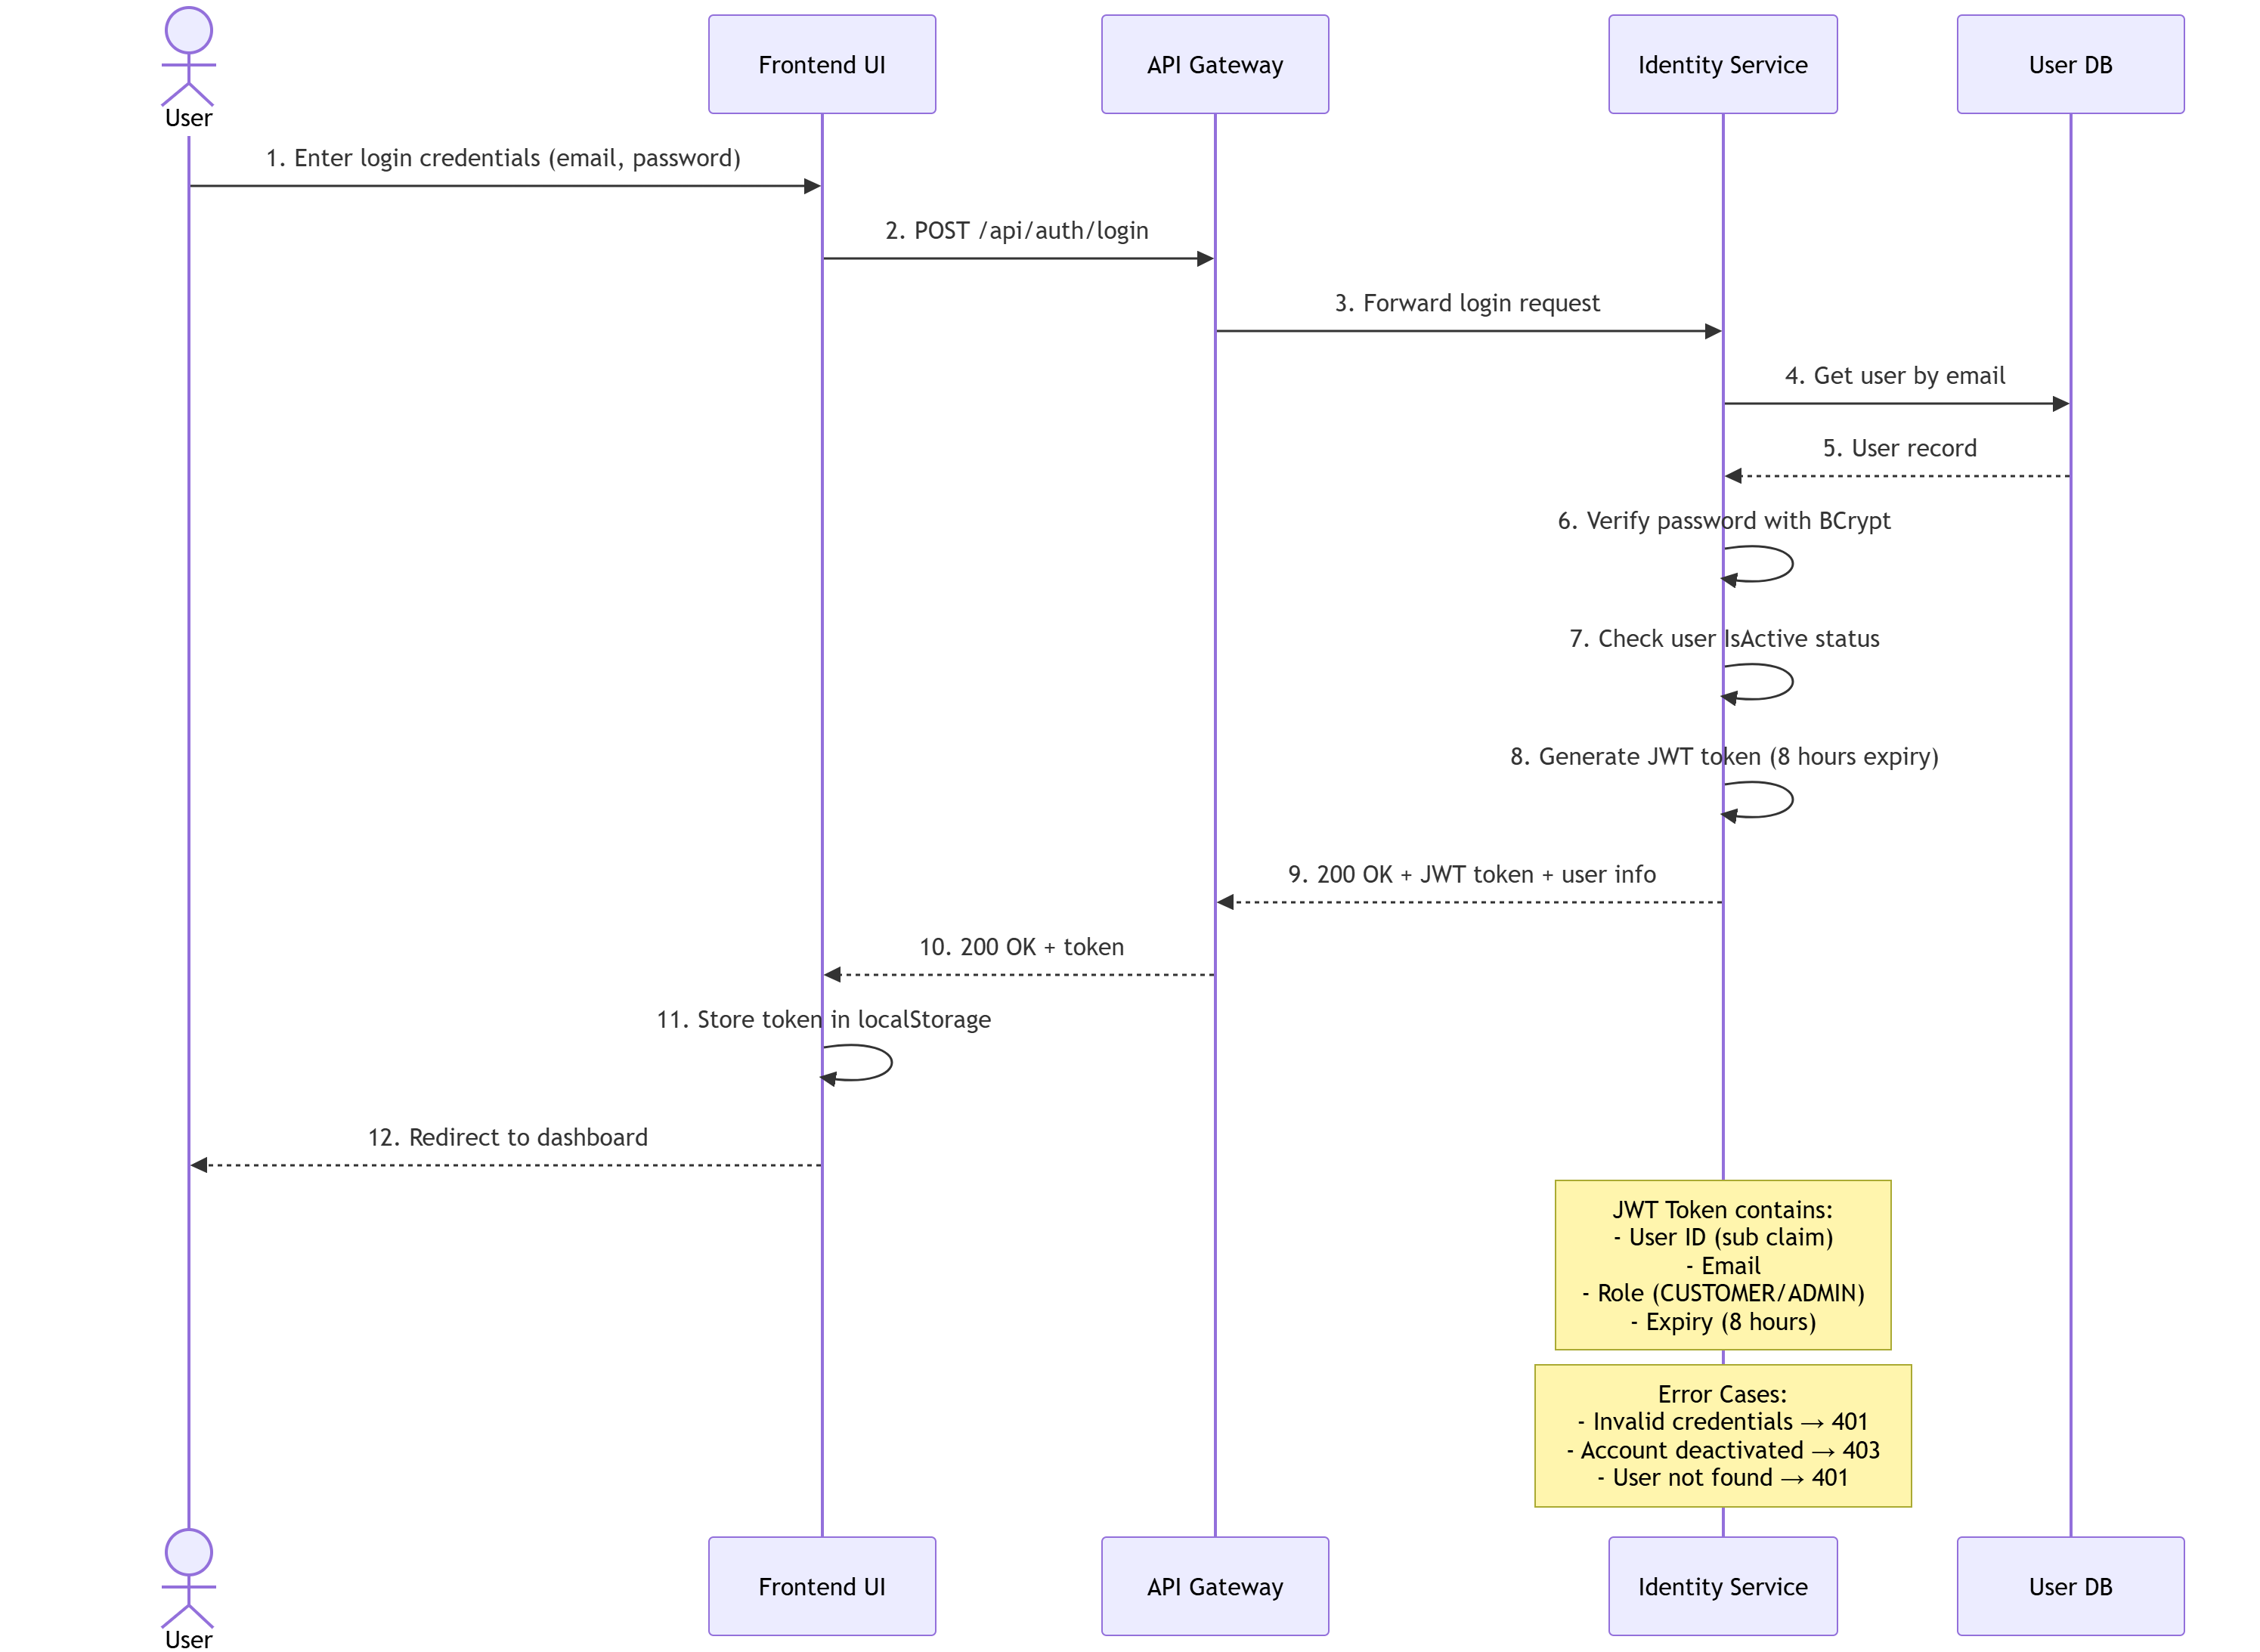 User
Frontend UI
API Gateway
Identity Service
User DB
1. Enter login credentials (email, password)
2. POST /api/auth/login
3. Forward login request
4. Get user by email
5. User record
6. Verify password with BCrypt
7. Check user IsActive status
8. Generate JWT token (8 hours expiry)
9. 200 OK + JWT token + user info
10. 200 OK + token
11. Store token in localStorage
12. Redirect to dashboard
JWT Token contains:
- User ID (sub claim)
- Email
- Role (CUSTOMER/ADMIN)
- Expiry (8 hours)
Error Cases:
- Invalid credentials → 401
- Account deactivated → 403
- User not found → 401
User
Frontend UI
API Gateway
Identity Service
User DB